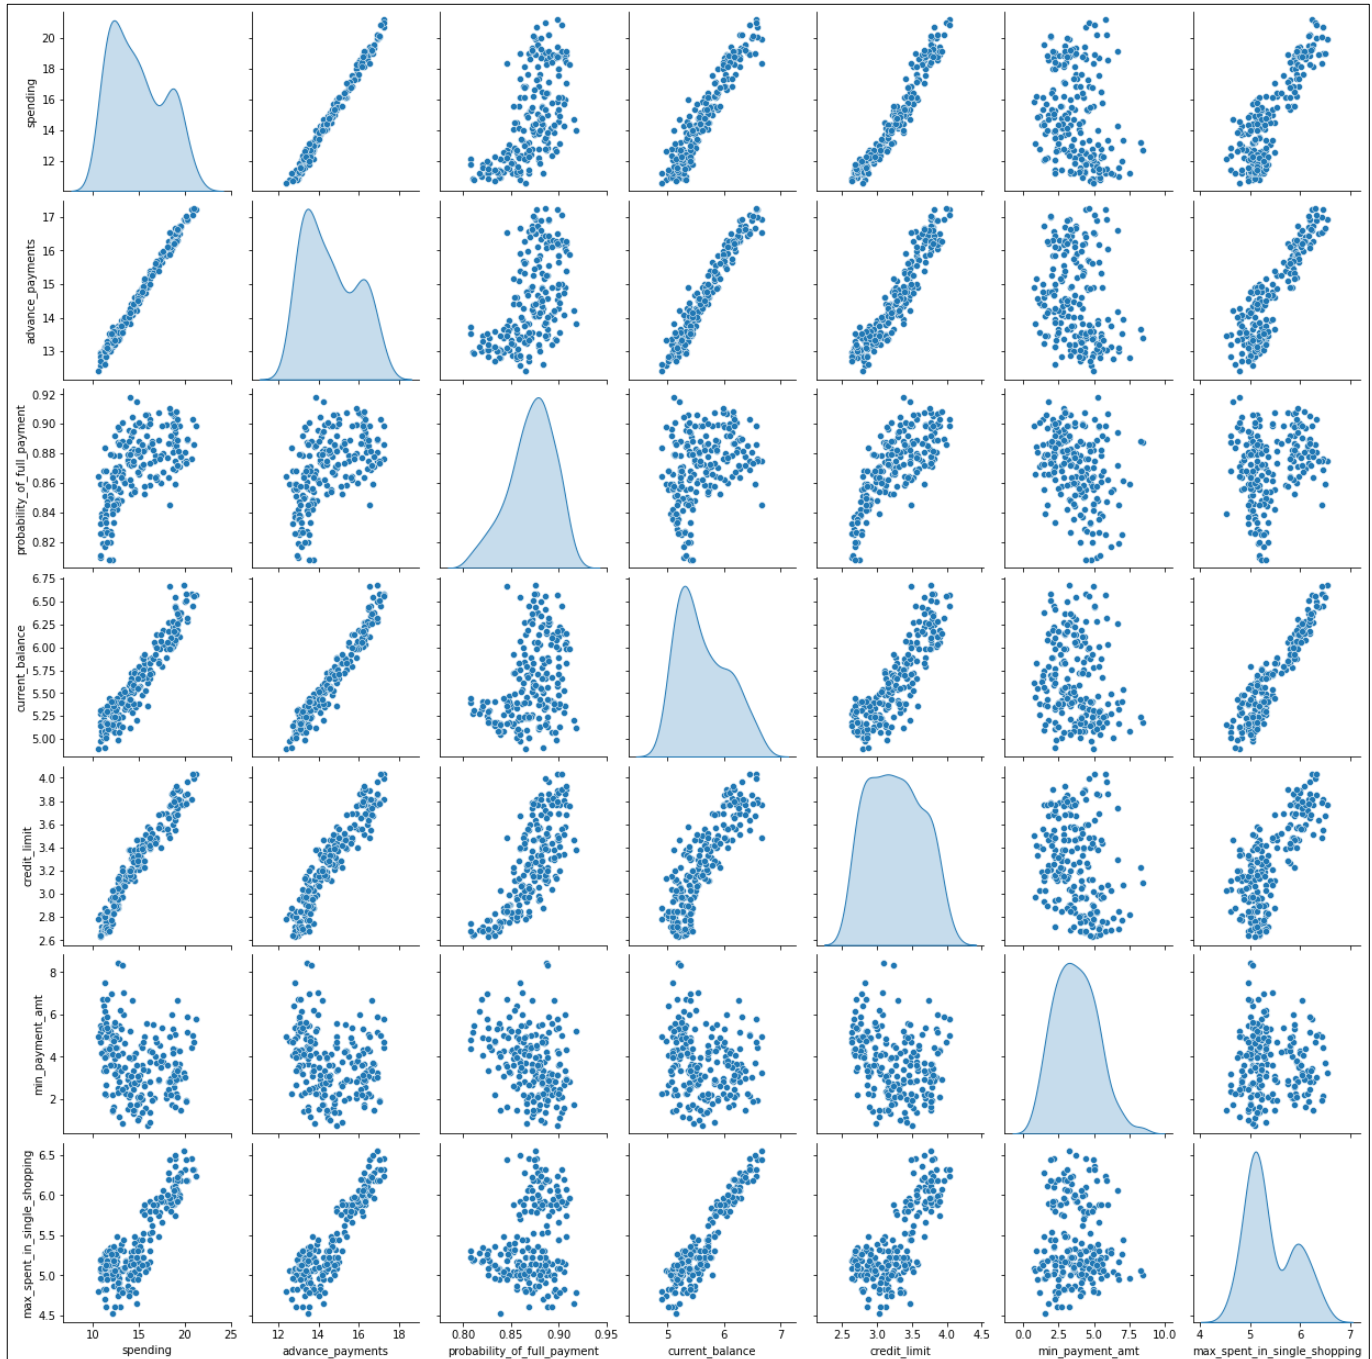 spending
20
18
16
14
12
10 15 20 25
12 14 16 18
0.80 0.85 0.90 0.95
5 6 7
2.5 3.0 3.5 4.0 4.5
0.0 2.5 5.0 7.5 10.0
4 5 6 7
advance_payments
17
16
15
14
13
probability_of_full_payment
0.92
0.90
0.88
0.86
0.84
0.82
current_balance
6.75
6.50
6.25
6.00
5.75
5.50
5.25
5.00
credit_limit
4.0
3.8
3.6
3.4
3.2
3.0
2.8
2.6
min_payment_amt
8
6
4
2
max_spent_in_single_shopping
6.5
6.0
5.5
5.0
4.5
spending advance_payments probability_of_full_payment current_balance credit_limit min_payment_amt max_spent_in_single_shopping